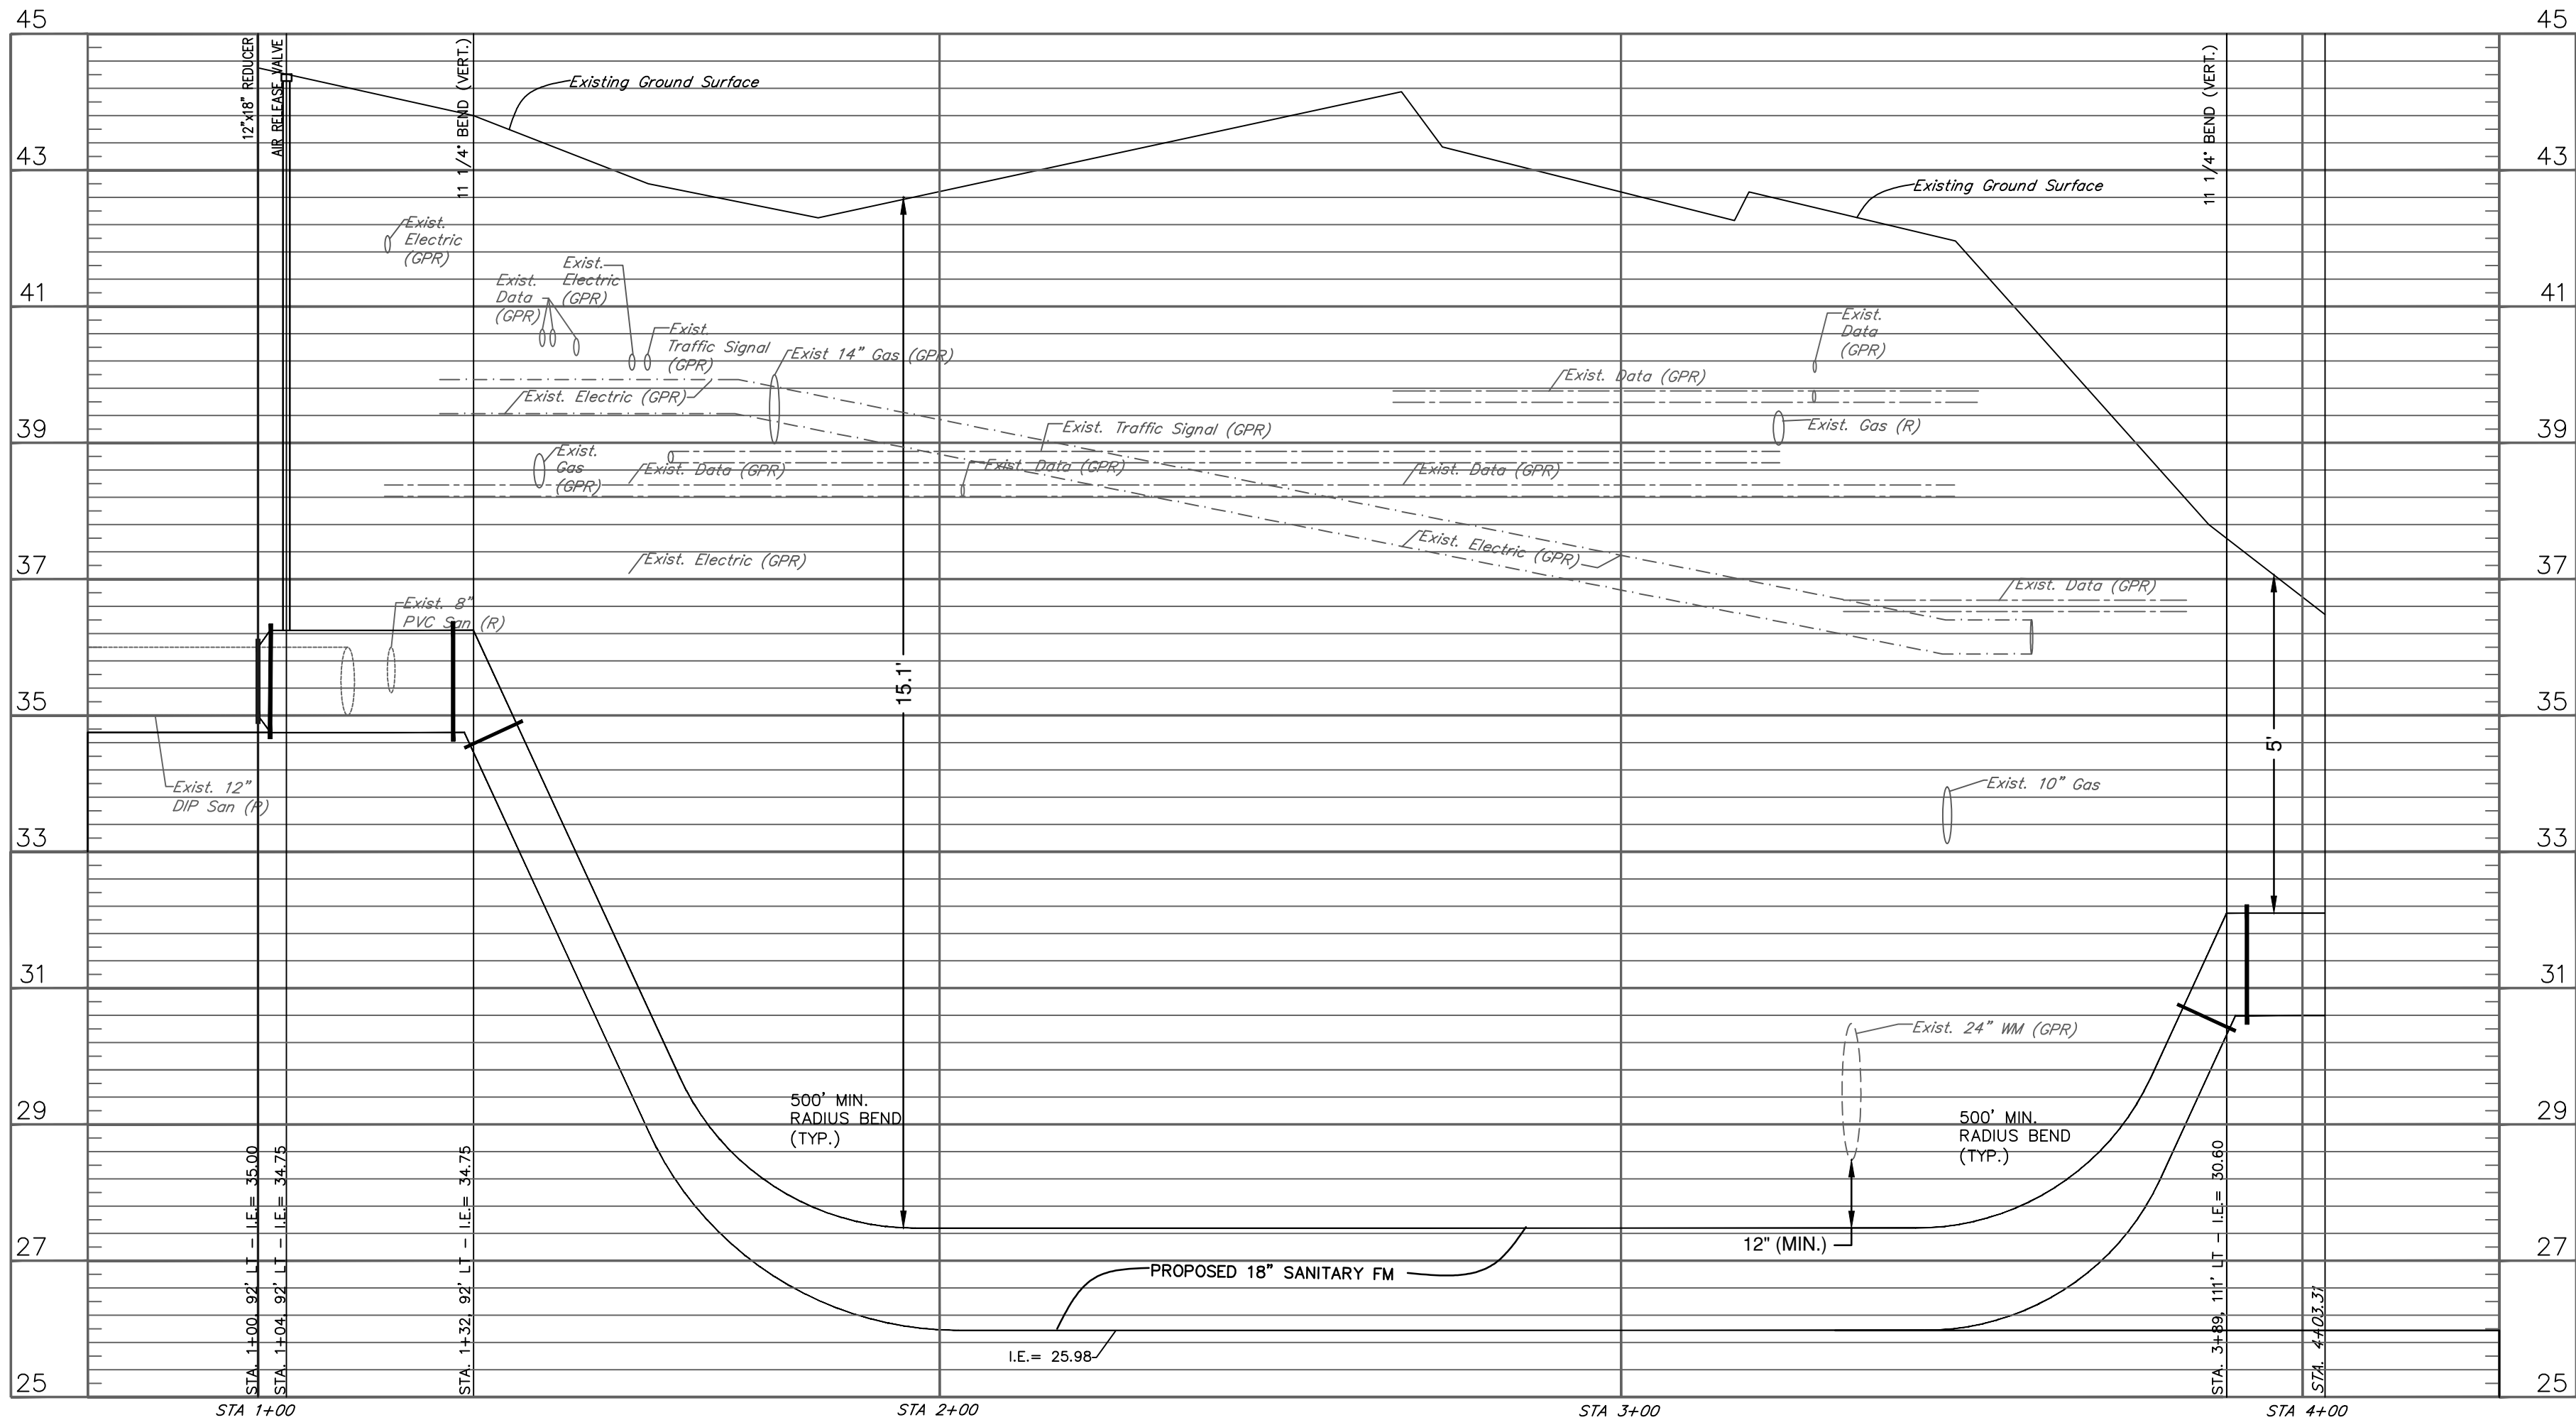 45
45
12"x18" REDUCER
AIR RELEASE VALVE
11 1/4° BEND (VERT.)
11 1/4° BEND (VERT.)
Existing Ground Surface
43
43
Existing Ground Surface
Exist.
Electric
(GPR)
Exist.
Electric
(GPR)
Exist.
Data
(GPR)
41
41
Exist.
Traffic Signal
(GPR)
Exist 14" Gas (GPR)
Exist.
Data
(GPR)
Exist. Data (GPR)
Exist. Electric (GPR)
39
39
Exist. Traffic Signal (GPR)
Exist. Gas (R)
Exist.
Gas
(GPR)
Exist. Data (GPR)
Exist. Data (GPR)
Exist. Data (GPR)
Exist. Electric (GPR)
Exist. Electric (GPR)
37
37
Exist. Data (GPR)
Exist. 8"
PVC San (R)
15.1'
35
35
5'
Exist. 12"
DIP San (R)
Exist. 10" Gas
33
33
31
31
Exist. 24" WM (GPR)
500' MIN.
RADIUS BEND
(TYP.)
29
29
500' MIN.
RADIUS BEND
(TYP.)
STA. 1+00, 92' LT - I.E.= 35.00
STA. 1+04, 92' LT - I.E.= 34.75
STA. 1+32, 92' LT - I.E.= 34.75
STA. 3+89, 111' LT - I.E.= 30.60
STA. 4+03.31
27
27
12" (MIN.)
PROPOSED 18" SANITARY FM
I.E.= 25.98
25
25
STA 1+00
STA 2+00
STA 3+00
STA 4+00